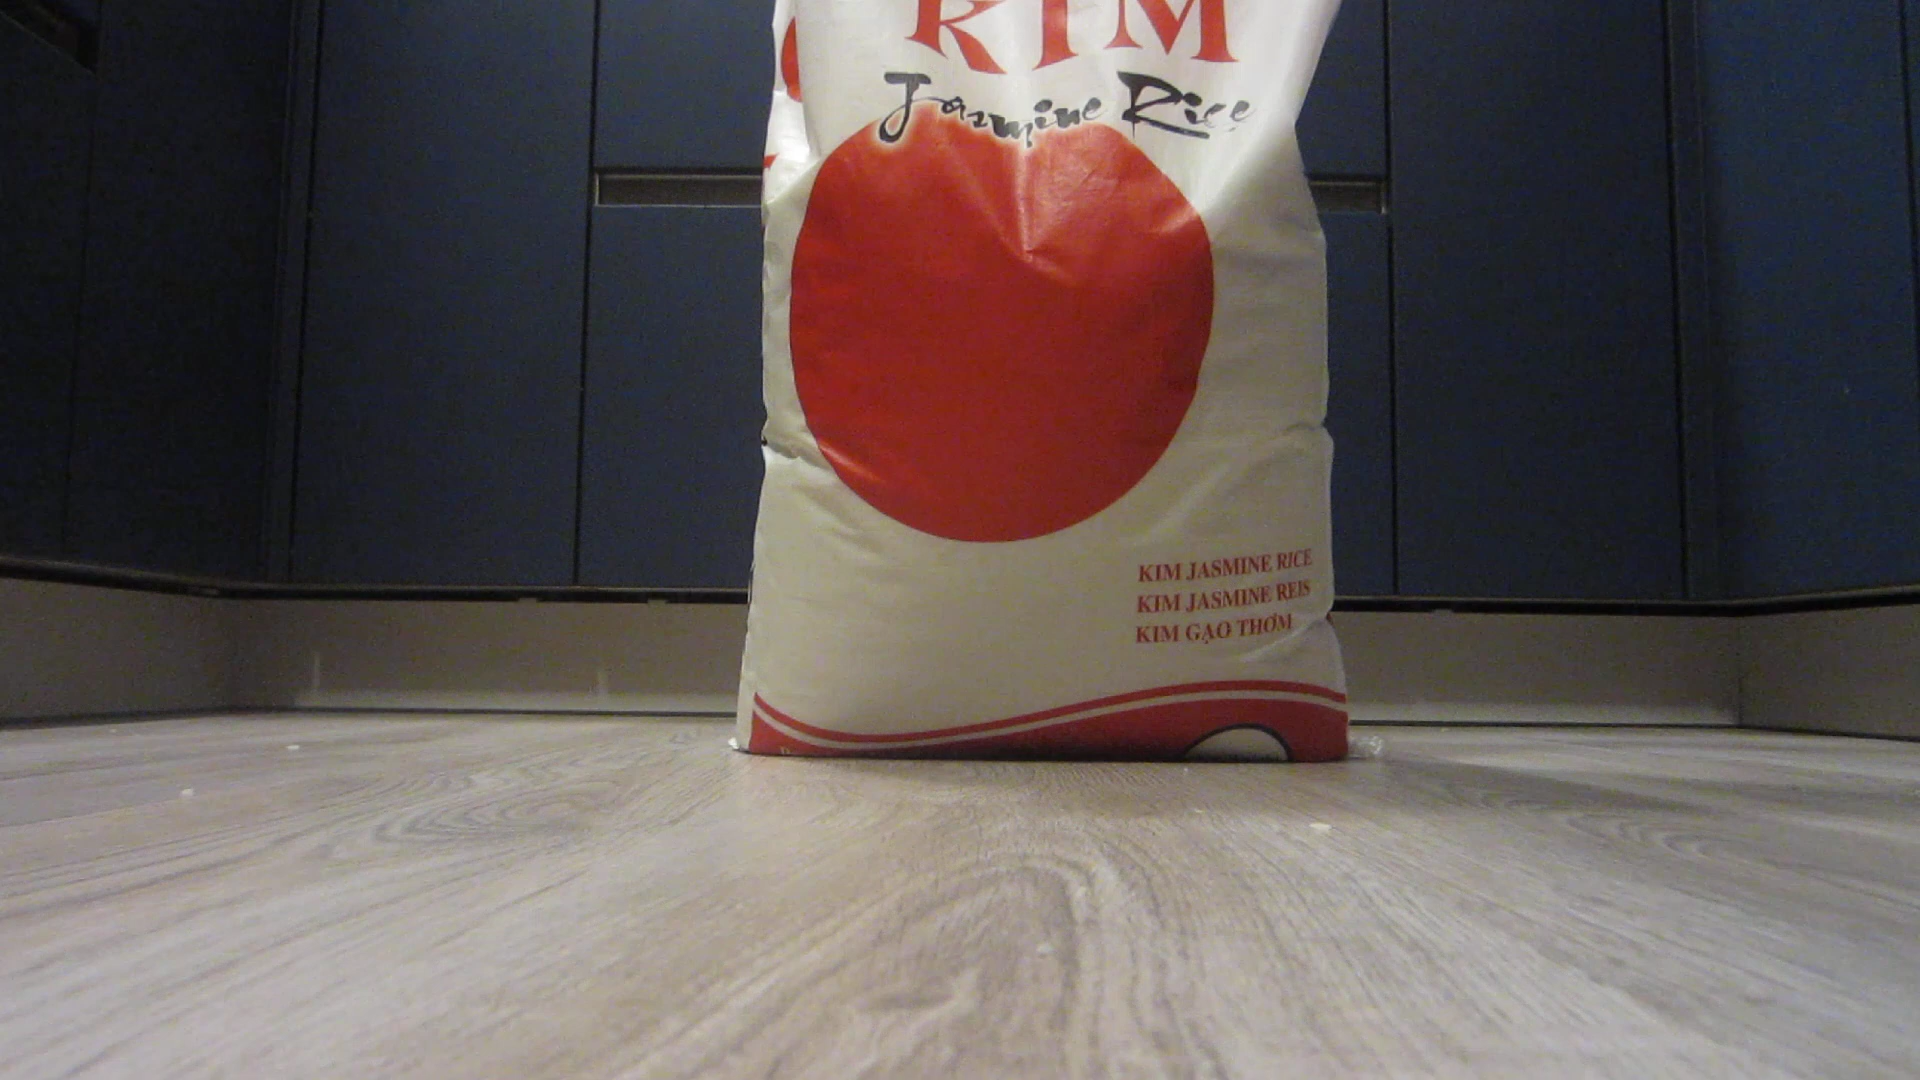 KIM
Jasmine Rice
KIM JASMINE RICE
KIM JASMINE REIS
KIM GẠO THƠM